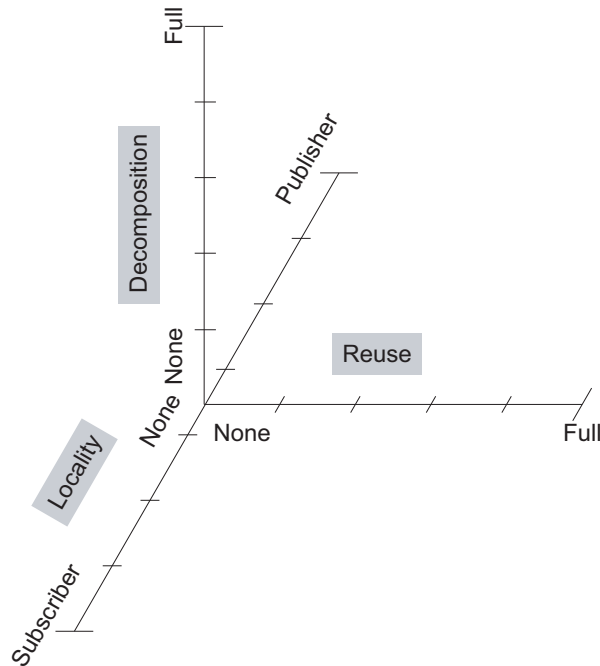 Full
Decomposition
None
Publisher
Reuse
None
Full
None
Locality
Subscriber